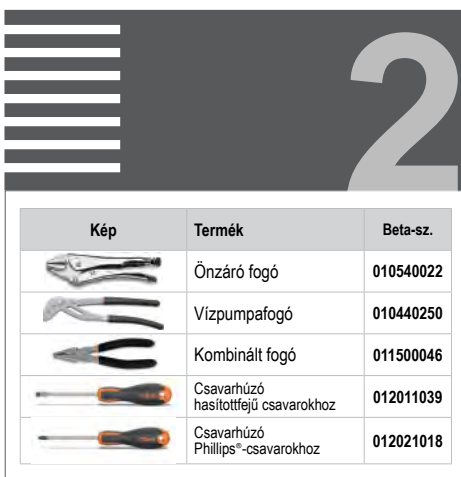 2
Kép Termék Beta-sz.
Önzáró fogó 010540022
Vízpumpafogó 010440250
Kombinált fogó 011500046
Csavarhúzó
hasítottfejű csavarokhoz 012011039
Csavarhúzó
Phillips®-csavarokhoz 012021018